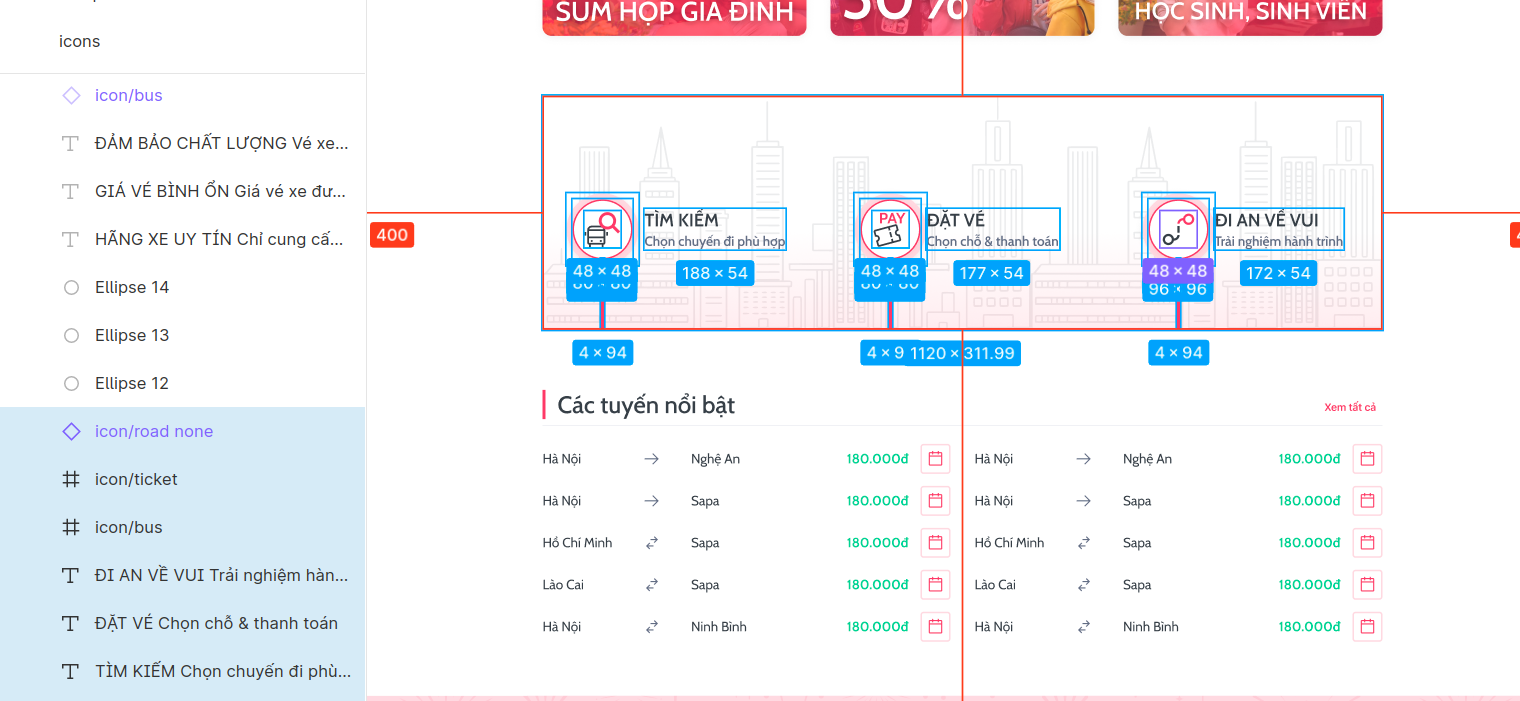 icons
icon/bus
ĐẢM BẢO CHẤT LƯỢNG Vé xe...
GIÁ VÉ BÌNH ỔN Giá vé xe đư...
HÃNG XE UY TÍN Chỉ cung cấ...
Ellipse 14
Ellipse 13
Ellipse 12
icon/road none
icon/ticket
icon/bus
ĐI AN VỀ VUI Trải nghiệm hàn...
ĐẶT VÉ Chọn chỗ & thanh toán
TÌM KIẾM Chọn chuyến đi phù...
SUM HỌP GIA ĐÌNH
50%
HỌC SINH, SINH VIÊN
400
TÌM KIẾM
Chọn chuyến đi phù hợp
48 × 48
80 × 80
188 × 54
4 × 94
PAY
ĐẶT VÉ
Chọn chỗ & thanh toán
48 × 48
80 × 80
177 × 54
4 × 9
1120 × 311.99
ĐI AN VỀ VUI
Trải nghiệm hành trình
48 × 48
96 × 96
172 × 54
4 × 94
Các tuyến nổi bật
Xem tất cả
Hà Nội Nghệ An 180.000đ Hà Nội Nghệ An 180.000đ
Hà Nội Sapa 180.000đ Hà Nội Sapa 180.000đ
Hồ Chí Minh Sapa 180.000đ Hồ Chí Minh Sapa 180.000đ
Lào Cai Sapa 180.000đ Lào Cai Sapa 180.000đ
Hà Nội Ninh Bình 180.000đ Hà Nội Ninh Bình 180.000đ